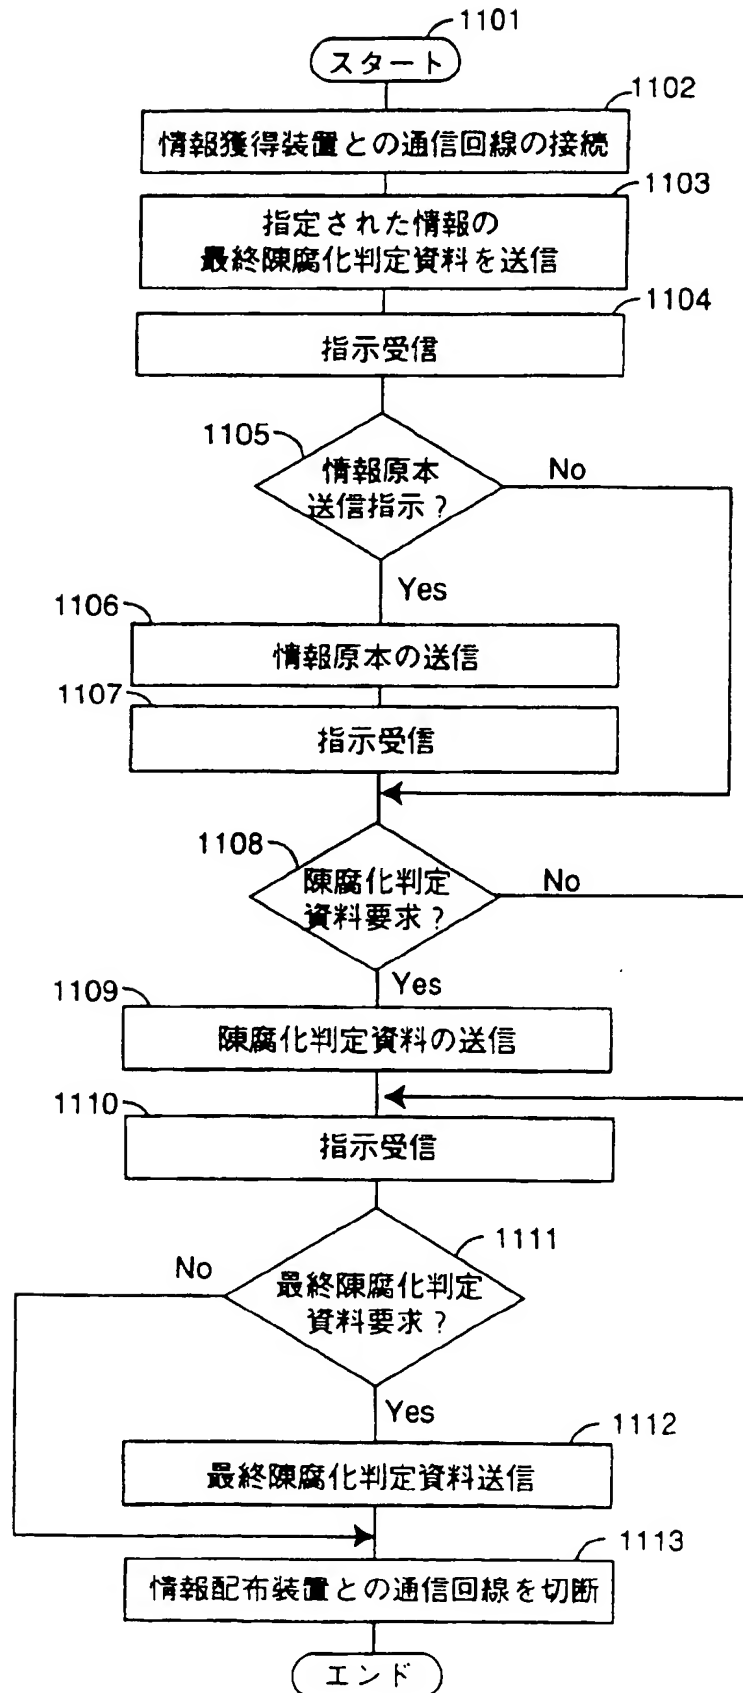 1101
スタート
1102
情報獲得装置との通信回線の接続
1103
指定された情報の
最終陳腐化判定資料を送信
1104
指示受信
1105
情報原本
送信指示?
No
Yes
1106
情報原本の送信
1107
指示受信
1108
陳腐化判定
資料要求?
No
Yes
1109
陳腐化判定資料の送信
1110
指示受信
1111
No
最終陳腐化判定
資料要求?
Yes
1112
最終陳腐化判定資料送信
1113
情報配布装置との通信回線を切断
エンド